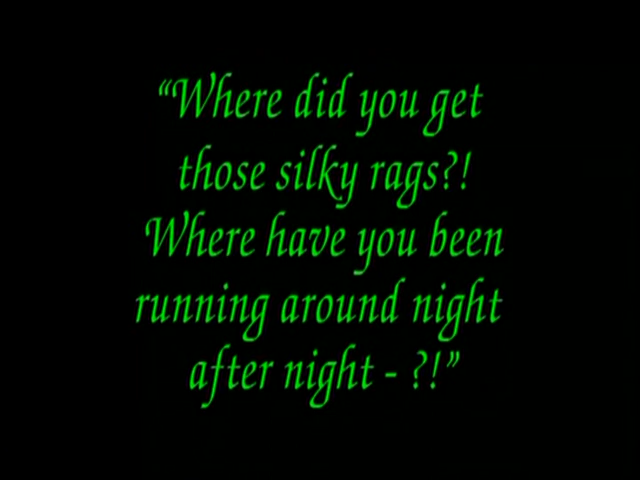 “Where did you get
those silky rags?!
Where have you been
running around night
after night - ?!”